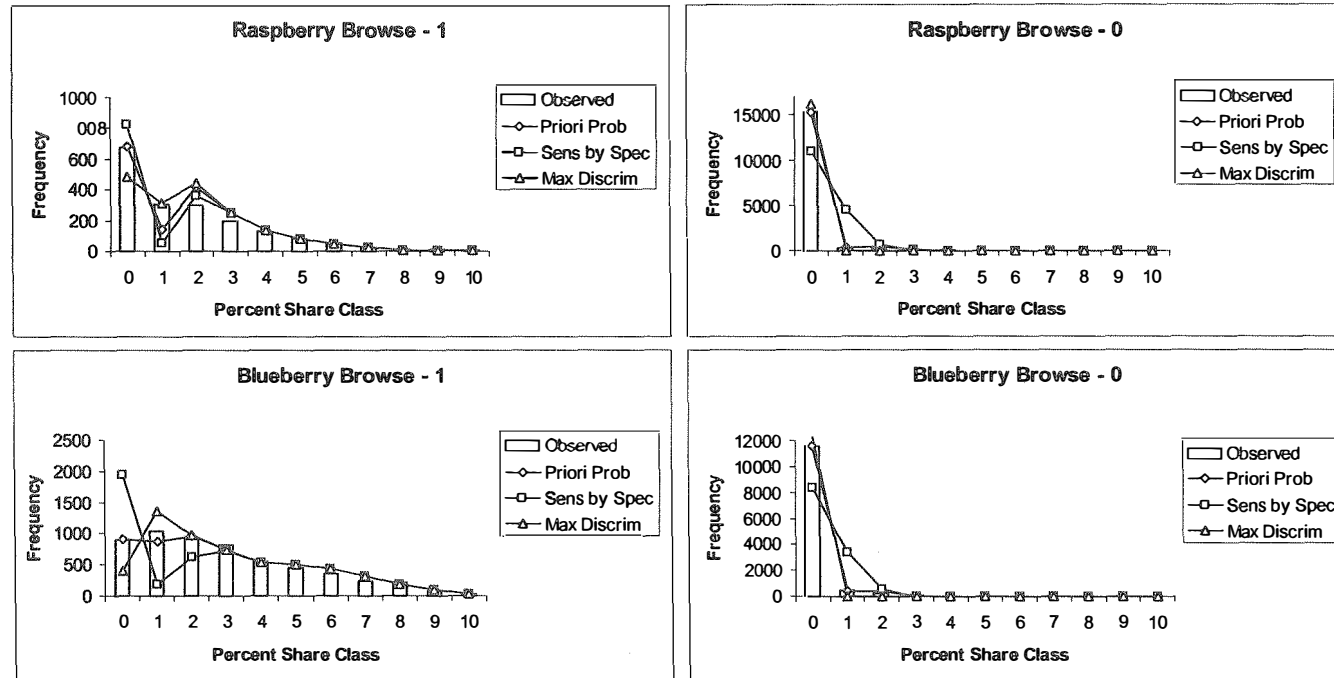 Raspberry Browse - 1
Frequency
1000
008
600
400
200
0
0 1 2 3 4 5 6 7 8 9 10
Percent Share Class
Observed
Priori Prob
Sens by Spec
Max Discrim
Raspberry Browse - 0
Frequency
15000
10000
5000
0
0 1 2 3 4 5 6 7 8 9 10
Percent Share Class
Observed
Priori Prob
Sens by Spec
Max Discrim
Blueberry Browse - 1
Frequency
2500
2000
1500
1000
500
0
0 1 2 3 4 5 6 7 8 9 10
Percent Share Class
Observed
Priori Prob
Sens by Spec
Max Discrim
Blueberry Browse - 0
Frequency
12000
10000
8000
6000
4000
2000
0
0 1 2 3 4 5 6 7 8 9 10
Percent Share Class
Observed
Priori Prob
Sens by Spec
Max Discrim